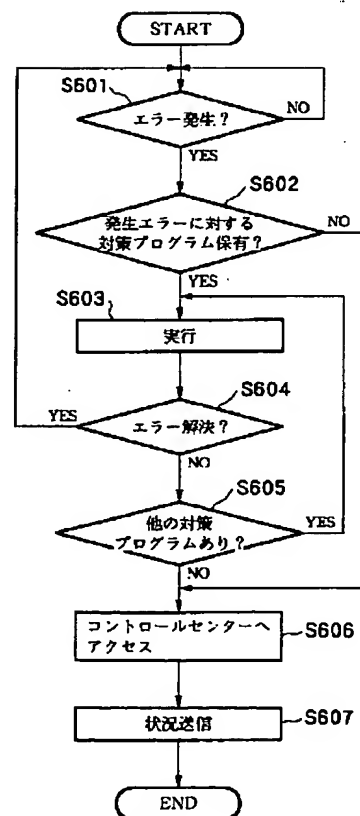 START
S601
エラー発生？
NO
YES
S602
発生エラーに対する
対策プログラム保有？
NO
YES
S603
実行
S604
エラー解決？
YES
NO
S605
他の対策
プログラムあり？
YES
NO
コントロールセンターへ
アクセス
S606
状況送信
S607
END